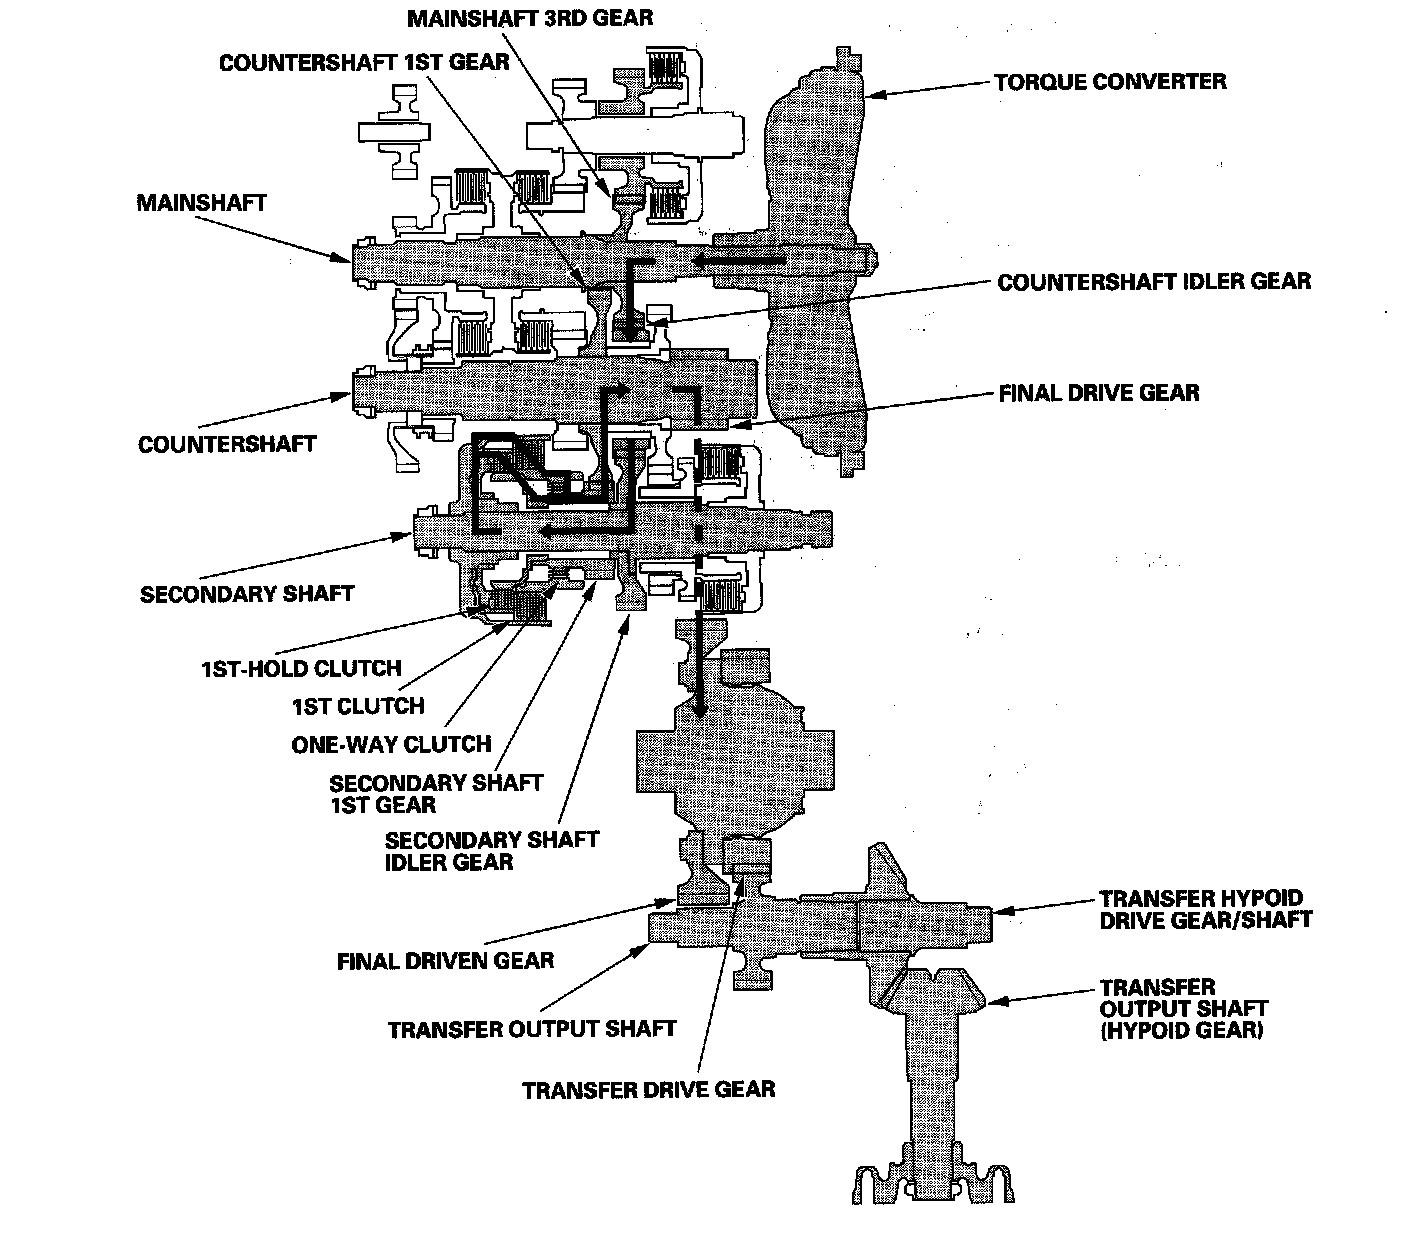 MAINSHAFT 3RD GEAR
COUNTERSHAFT 1ST GEAR
TORQUE CONVERTER
MAINSHAFT
COUNTERSHAFT IDLER GEAR
FINAL DRIVE GEAR
COUNTERSHAFT
SECONDARY SHAFT
1ST-HOLD CLUTCH
1ST CLUTCH
ONE-WAY CLUTCH
SECONDARY SHAFT
1ST GEAR
SECONDARY SHAFT
IDLER GEAR
TRANSFER HYPOID
DRIVE GEAR/SHAFT
FINAL DRIVEN GEAR
TRANSFER
OUTPUT SHAFT
(HYPOID GEAR)
TRANSFER OUTPUT SHAFT
TRANSFER DRIVE GEAR